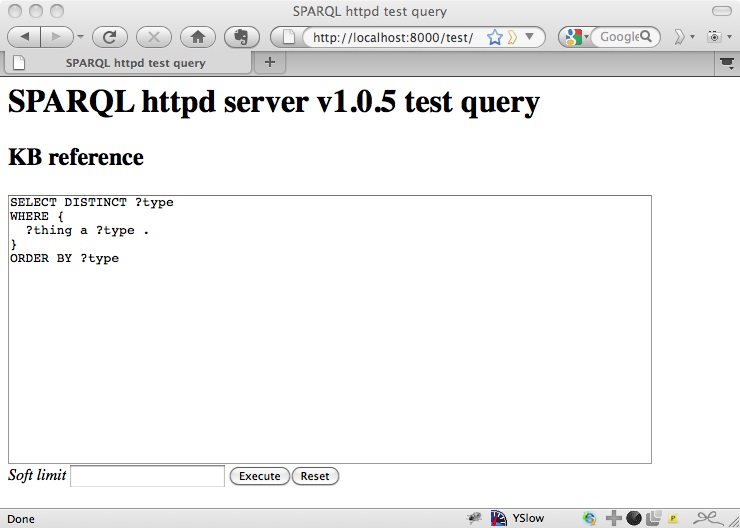 SPARQL httpd test query
http://localhost:8000/test/
Google
SPARQL httpd test query
SPARQL httpd server v1.0.5 test query
KB reference
SELECT DISTINCT ?type
WHERE {
  ?thing a ?type .
}
ORDER BY ?type
Soft limit
Execute
Reset
Done
YSlow